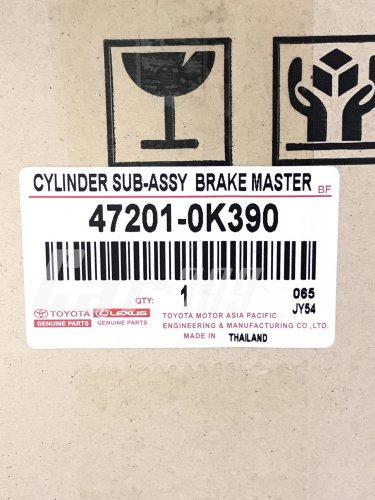 CYLINDER SUB-ASSY BRAKE MASTER BF
47201-0K390
QTY: 1 065
JY54
TOYOTA LEXUS
GENUINE PARTS GENUINE PARTS
TOYOTA MOTOR ASIA PACIFIC
ENGINEERING & MANUFACTURING CO.,LTD.
MADE IN THAILAND